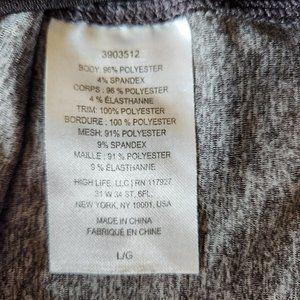 3903512
BODY: 96% POLYESTER
4% SPANDEX
CORPS : 96 % POLYESTER
4 % ÉLASTHANNE
TRIM: 100% POLYESTER
BORDURE : 100 % POLYESTER
MESH: 91% POLYESTER
9% SPANDEX
MAILLE : 91 % POLYESTER
9 % ÉLASTHANNE
HIGH LIFE, LLC | RN 117927
31 W 34 ST, 6FL,
NEW YORK, NY 10001, USA
MADE IN CHINA
FABRIQUÉ EN CHINE
L/G